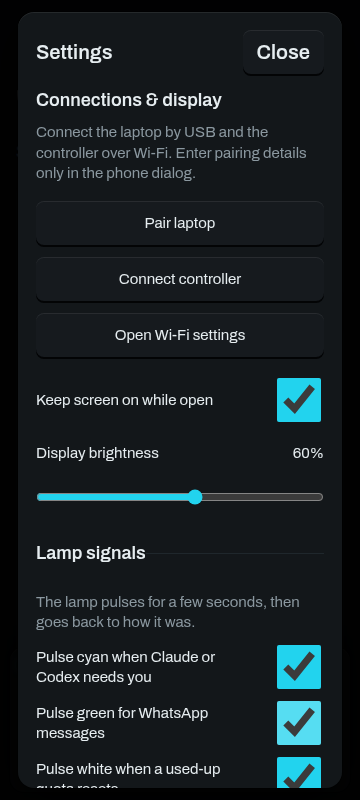 Settings
Close
Connections & display
Connect the laptop by USB and the
controller over Wi-Fi. Enter pairing details
only in the phone dialog.
Pair laptop
Connect controller
Open Wi-Fi settings
Keep screen on while open
Display brightness
60%
Lamp signals
The lamp pulses for a few seconds, then
goes back to how it was.
Pulse cyan when Claude or
Codex needs you
Pulse green for WhatsApp
messages
Pulse white when a used-up
quota resets